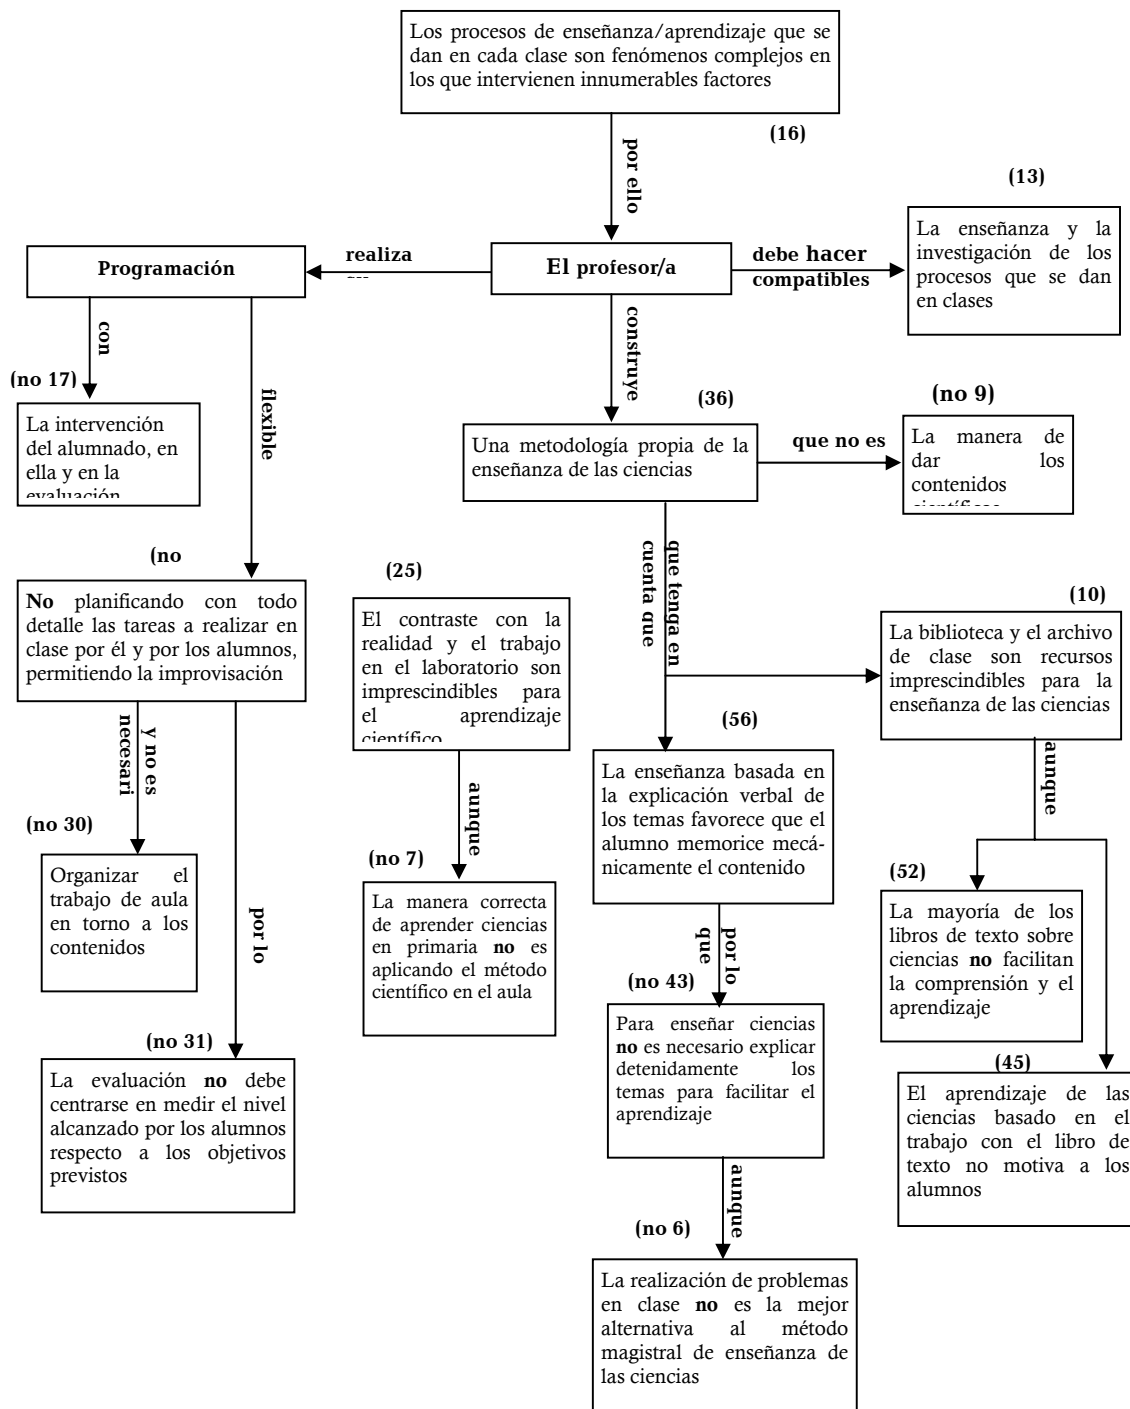 Los procesos de enseñanza/aprendizaje que se
dan en cada clase son fenómenos complejos en
los que intervienen innumerables factores
(16)
por ello
(13)
La enseñanza y la
investigación de los
procesos que se dan
en clases
Programación
realiza
El profesor/a
debe hacer
compatibles
con
flexible
construye
(no 17)
La intervención
del alumnado, en
ella y en la
evaluación
(36)
Una metodología propia de la
enseñanza de las ciencias
que no es
(no 9)
La manera de
dar los
contenidos
científicos
(no
No planificando con todo
detalle las tareas a realizar en
clase por él y por los alumnos,
permitiendo la improvisación
(25)
El contraste con la
realidad y el trabajo
en el laboratorio son
imprescindibles para
el aprendizaje
científico
que tenga en
cuenta que
(10)
La biblioteca y el archivo
de clase son recursos
imprescindibles para la
enseñanza de las ciencias
y no es
necesari
(56)
La enseñanza basada en
la explicación verbal de
los temas favorece que el
alumno memorice mecá-
nicamente el contenido
aunque
aunque
(no 30)
Organizar el
trabajo de aula
en torno a los
contenidos
por lo
(no 7)
La manera correcta
de aprender ciencias
en primaria no es
aplicando el método
científico en el aula
(52)
La mayoría de los
libros de texto sobre
ciencias no facilitan
la comprensión y el
aprendizaje
por lo
que
(no 43)
Para enseñar ciencias
no es necesario explicar
detenidamente los
temas para facilitar el
aprendizaje
(no 31)
La evaluación no debe
centrarse en medir el nivel
alcanzado por los alumnos
respecto a los objetivos
previstos
(45)
El aprendizaje de las
ciencias basado en el
trabajo con el libro de
texto no motiva a los
alumnos
aunque
(no 6)
La realización de problemas
en clase no es la mejor
alternativa al método
magistral de enseñanza de
las ciencias